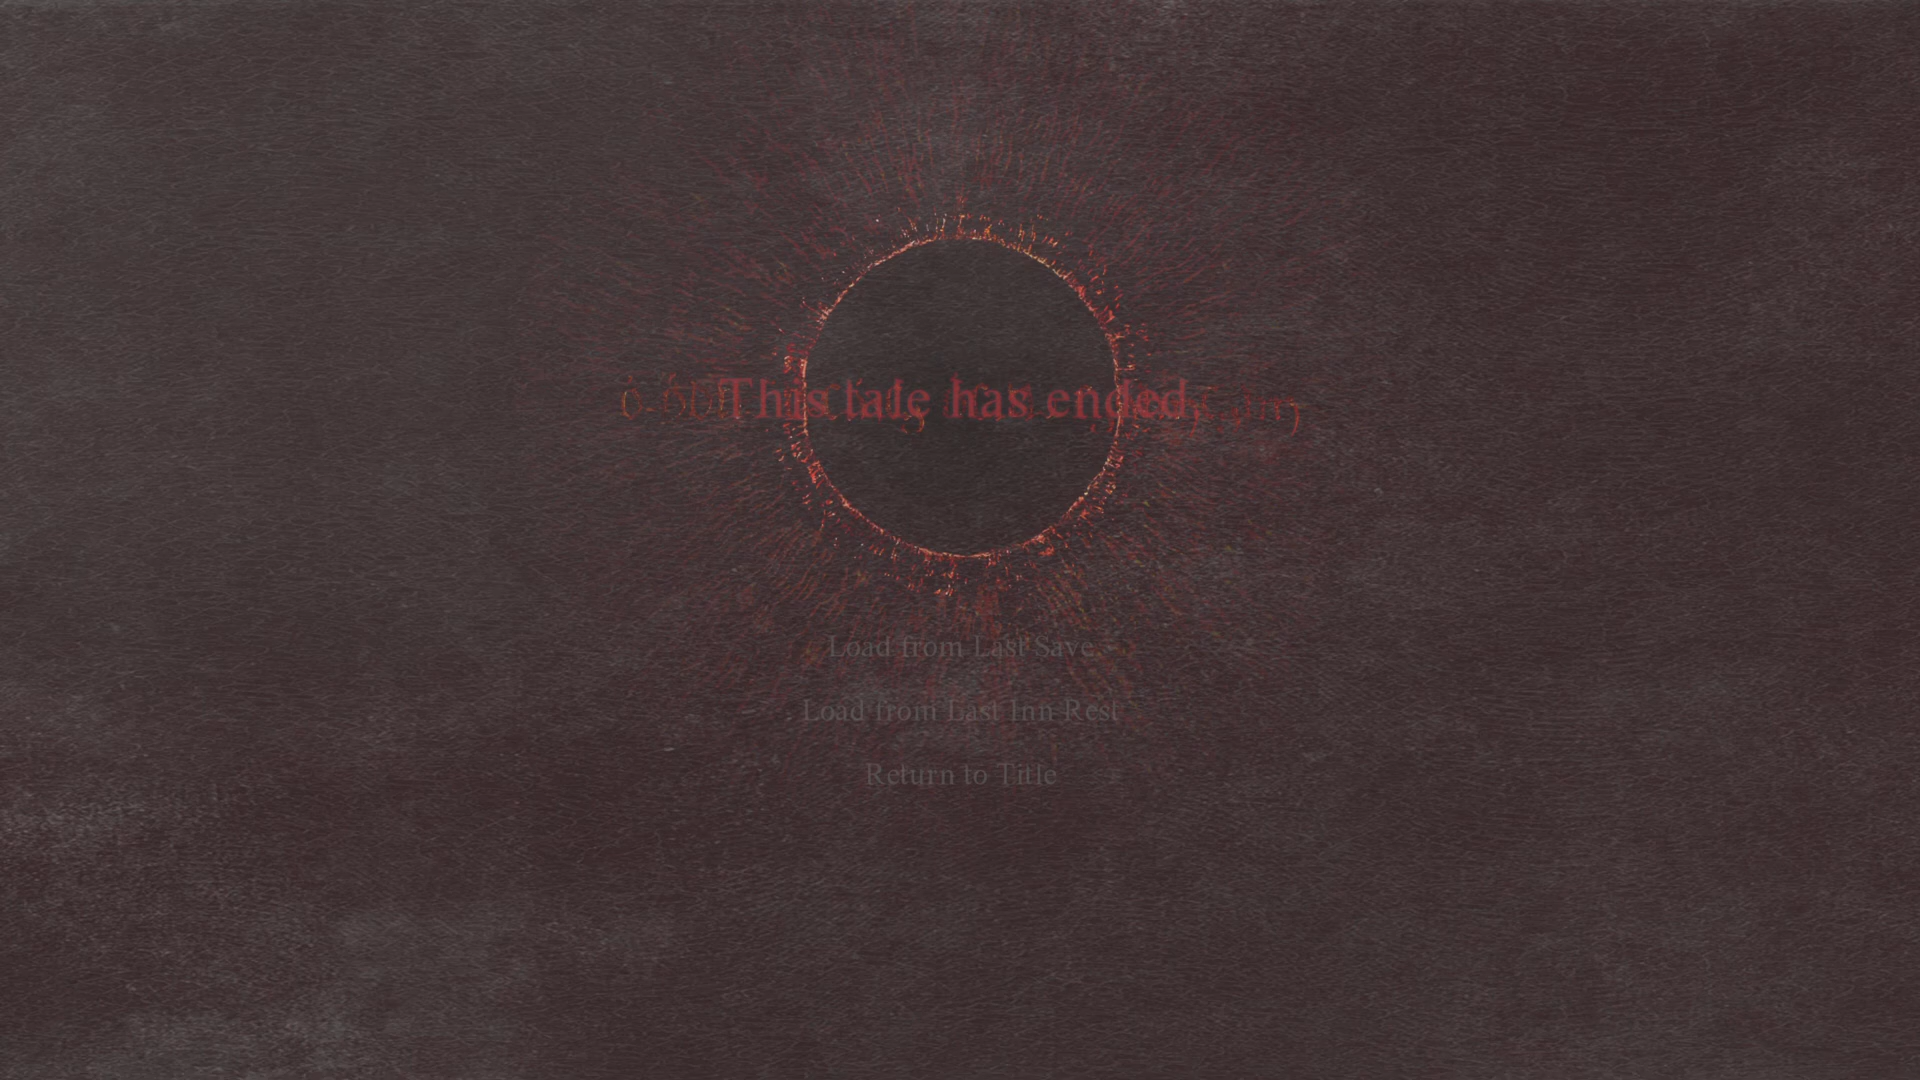 This tale has ended.
Load from Last Save
Load from Last Inn Rest
Return to Title